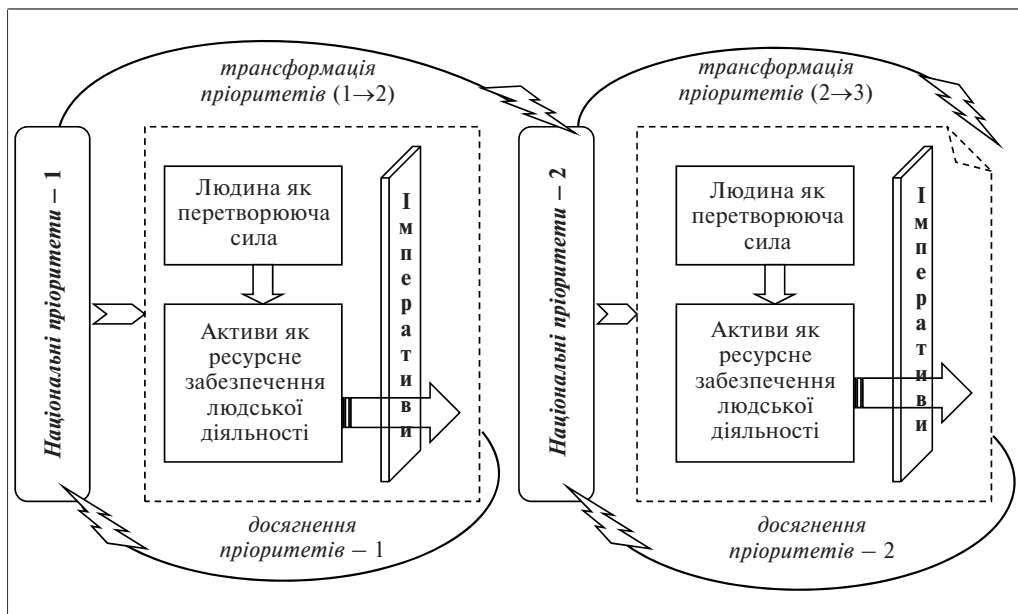 трансформація
пріоритетів (1→2)
Національні пріоритети – 1
Людина як
перетворююча
сила
Активи як
ресурсне
забезпечення
людської
діяльності
Імперативи
досягнення
пріоритетів – 1
трансформація
пріоритетів (2→3)
Національні пріоритети – 2
Людина як
перетворююча
сила
Активи як
ресурсне
забезпечення
людської
діяльності
Імперативи
досягнення
пріоритетів – 2